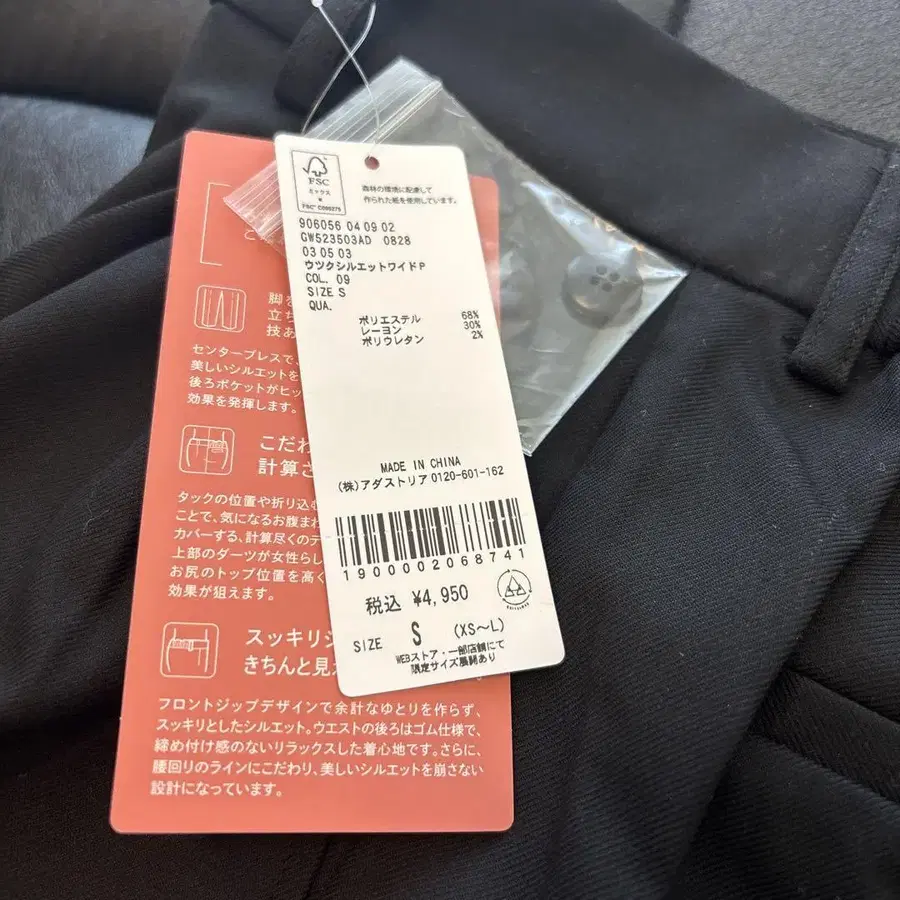 FSC
ミックス
FSC® C095275
森林の環境に配慮して
作られた紙を使用しています。
906056 04 09 02
GW523503AD 0828
03 05 03
ウツクシルエットワイドP
COL. 09
SIZE S
QUA.
ポリエステル 68%
レーヨン 30%
ポリウレタン 2%
MADE IN CHINA
(株)アダストリア0120-601-162
1900002068741
税込 ¥4,950
SIZE S (XS〜L)
WEBストア・一部店舗にて
限定サイズ展開あり
脚を
立ち
技あ
センタープレスで、
美しいシルエットを
後ろポケットがヒッ
効果を発揮します。
こだわ
計算さ
タックの位置や折り込む
ことで、気になるお腹まわ
カバーする、計算尽くのデ
上部のダーツが女性らし
お尻のトップ位置を高く
効果が狙えます。
スッキリシ
きちんと見え
フロントジップデザインで余計なゆとりを作らず、
スッキリとしたシルエット。ウエストの後ろはゴム仕様で、
締め付け感のないリラックスした着心地です。さらに、
腰回りのラインにこだわり、美しいシルエットを崩さない
設計になっています。